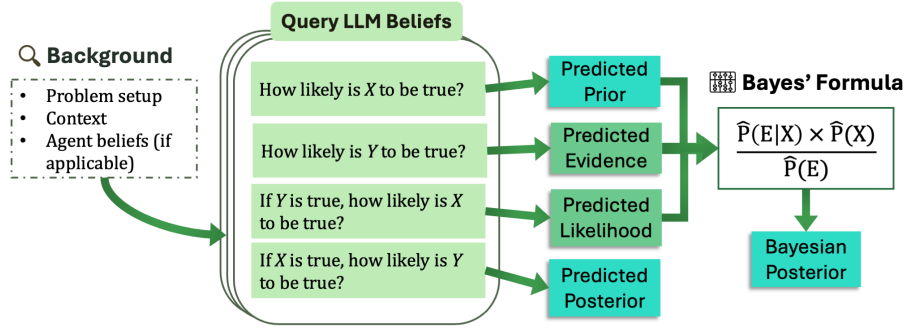 Query LLM Beliefs
Background
• Problem setup
• Context
• Agent beliefs (if
applicable)
How likely is X to be true?
How likely is Y to be true?
If Y is true, how likely is X
to be true?
If X is true, how likely is Y
to be true?
Predicted
Prior
Predicted
Evidence
Predicted
Likelihood
Predicted
Posterior
Bayes’ Formula
P̂(E|X) × P̂(X)
P̂(E)
Bayesian
Posterior